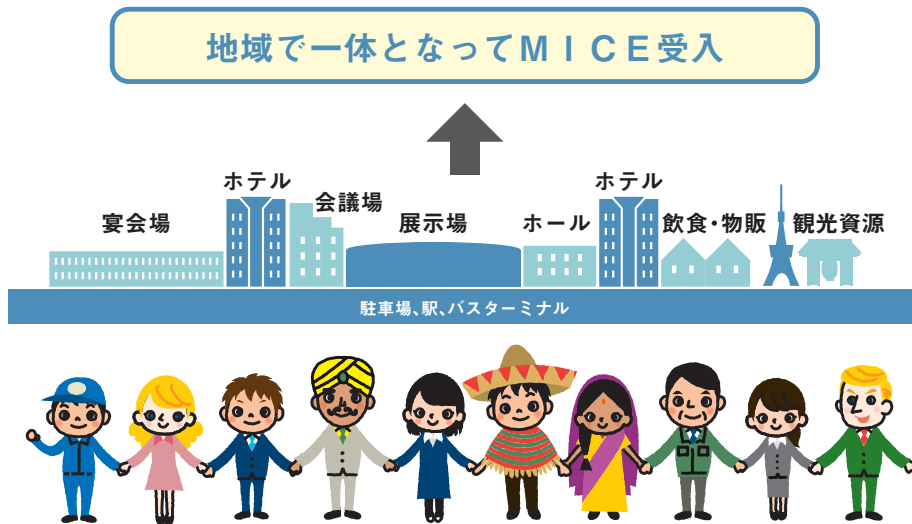 地域で一体となってＭＩＣＥ受入
宴会場
ホテル
会議場
展示場
ホール
ホテル
飲食・物販
観光資源
駐車場、駅、バスターミナル